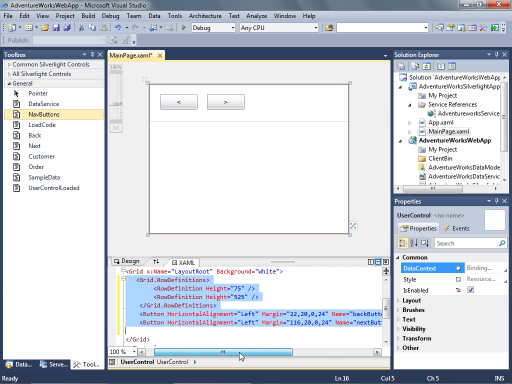 AdventureWorksWebApp - Microsoft Visual Studio
File Edit View Project Build Debug Team Data Tools Architecture Test Analyze Window Help
Debug Any CPU
Publish:
Toolbox
Common Silverlight Controls
All Silverlight Controls
General
Pointer
DataService
NavButtons
LoadCode
Back
Next
Customer
Order
SampleData
UserControlLoaded
MainPage.xaml*
100%
< >
Design XAML
<Grid x:Name="LayoutRoot" Background="White">
<Grid.RowDefinitions>
<RowDefinition Height="75" />
<RowDefinition Height="525" />
</Grid.RowDefinitions>
<Button HorizontalAlignment="Left" Margin="22,20,0,24" Name="backButt
<Button HorizontalAlignment="Left" Margin="116,20,0,24" Name="nextBut
</Grid>
100 %
UserControl UserControl
Solution Explorer
Solution 'AdventureWorksWebApp
AdventureWorksSilverlightApp
My Project
Service References
AdventureworksService
App.xaml
MainPage.xaml
AdventureWorksWebApp
My Project
ClientBin
AdventureWorksDataMode
AdventureWorksDataServic
Properties
UserControl <no name>
Properties Events
Search
Common
DataContext Binding...
Style Resource...
IsEnabled
Layout
Brushes
Text
Visibility
Transform
Other
Data... Serve... Toolb...
Ready Ln 16 Col 5 Ch 5 INS